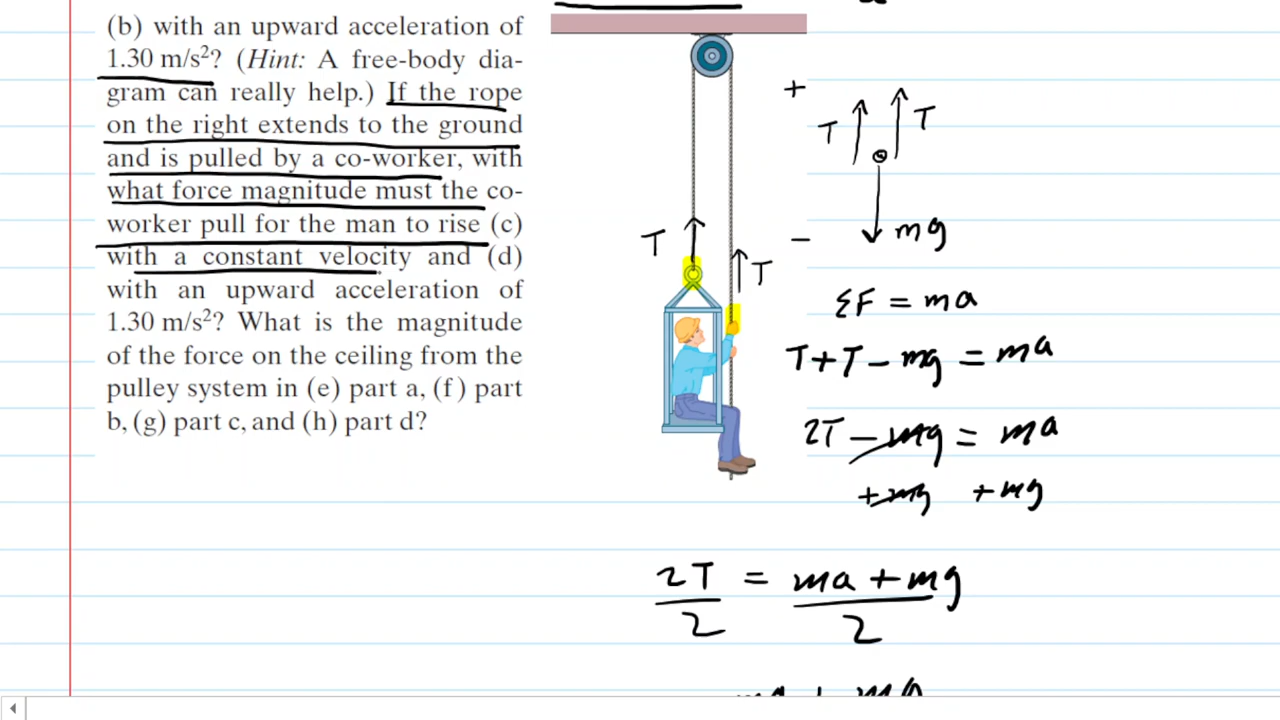 (b) with an upward acceleration of
1.30 m/s²? (Hint: A free-body dia-
gram can really help.) If the rope
on the right extends to the ground
and is pulled by a co-worker, with
what force magnitude must the co-
worker pull for the man to rise (c)
with a constant velocity and (d)
with an upward acceleration of
1.30 m/s²? What is the magnitude
of the force on the ceiling from the
pulley system in (e) part a, (f) part
b, (g) part c, and (h) part d?
T
T
+
T
T
mg
−
ΣF = ma
T+T − mg = ma
2T − mg = ma
+mg +mg
2T = ma + mg
2 2